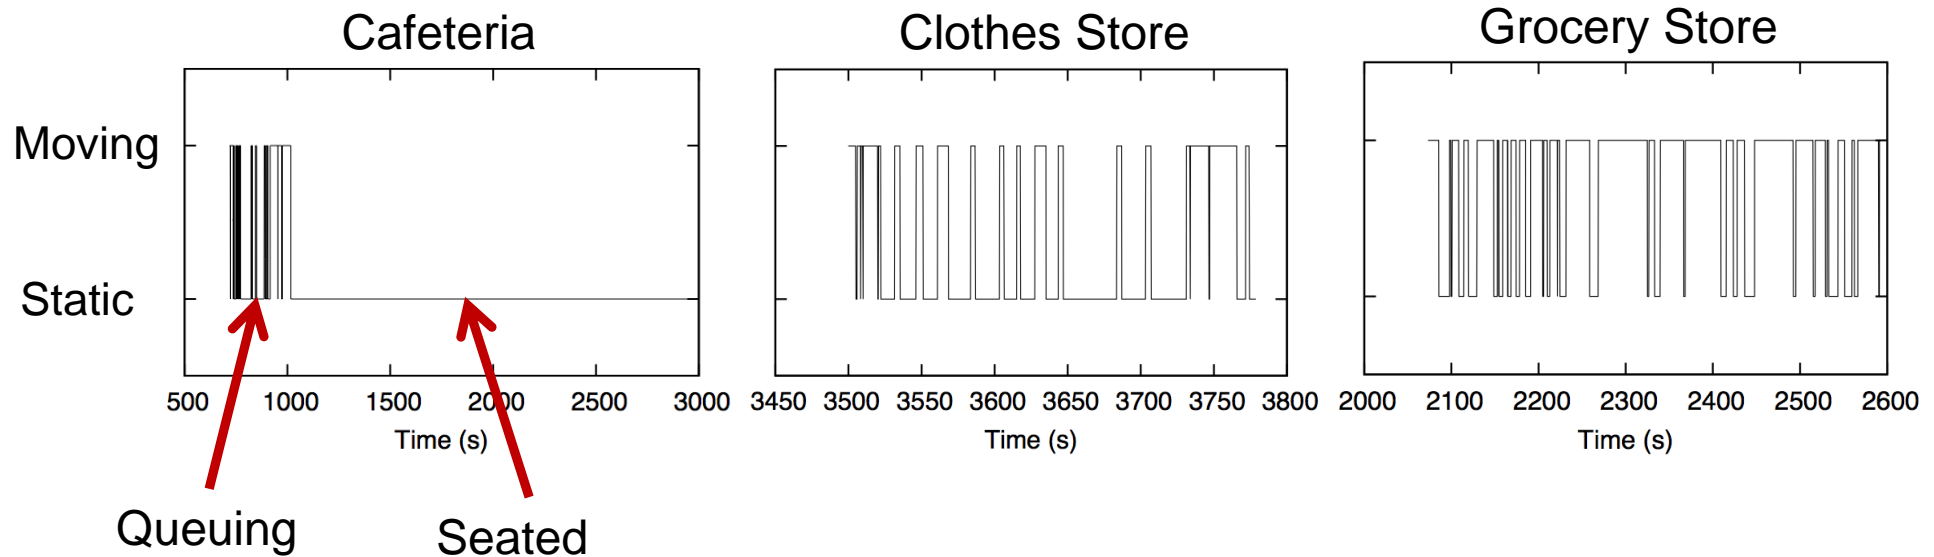 Cafeteria
Clothes Store
Grocery Store
Moving
Static
500 1000 1500 2000 2500 3000
3450 3500 3550 3600 3650 3700 3750 3800
2000 2100 2200 2300 2400 2500 2600
Time (s)
Time (s)
Time (s)
Queuing
Seated